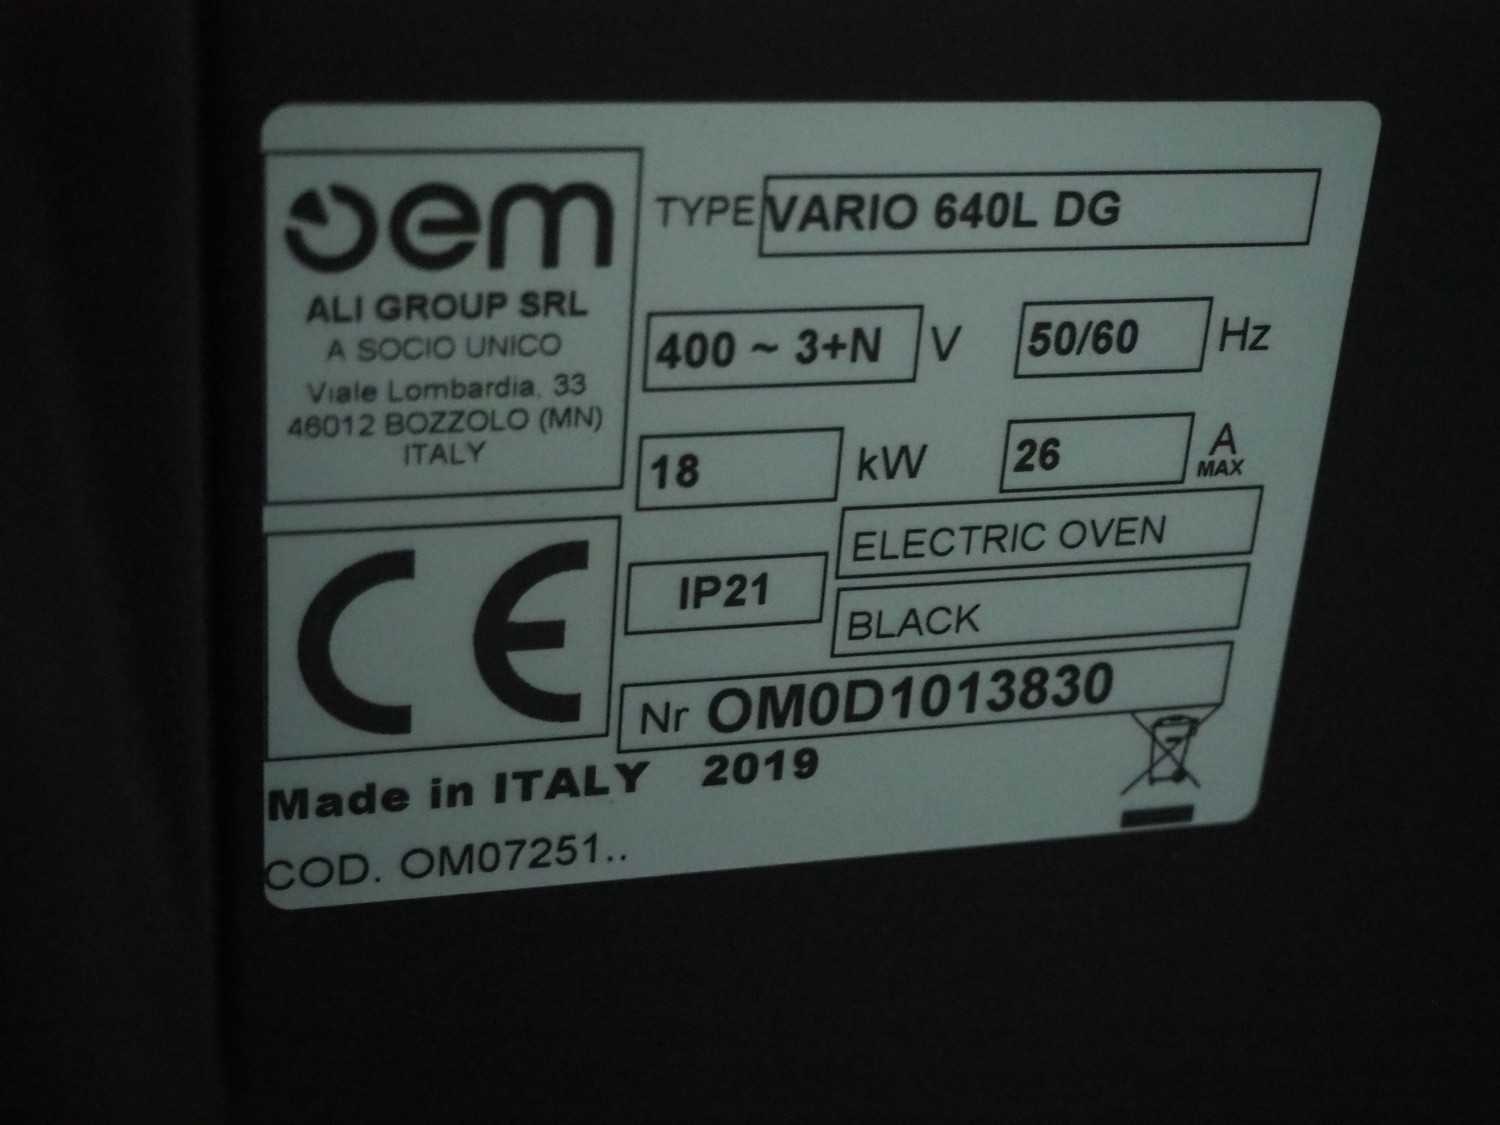 oem
ALI GROUP SRL
A SOCIO UNICO
Viale Lombardia, 33
46012 BOZZOLO (MN)
ITALY
TYPE VARIO 640L DG
400 ~ 3+N V 50/60 Hz
18 kW 26 A MAX
ELECTRIC OVEN
IP21
BLACK
CE
Nr OM0D1013830
Made in ITALY 2019
COD. OM07251..